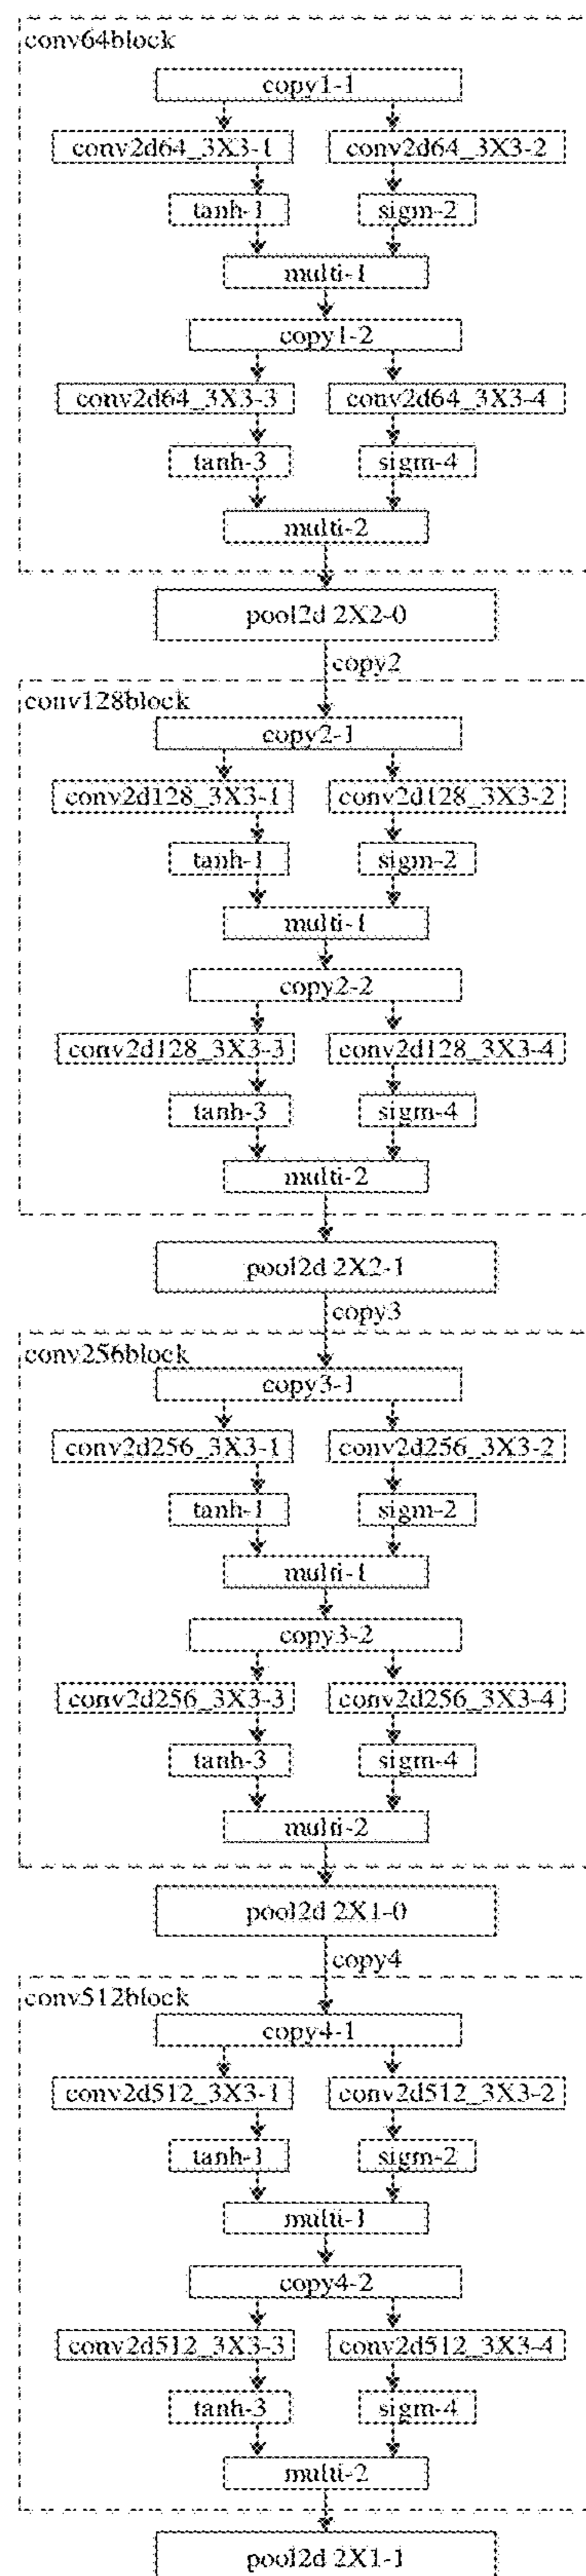 conv64block
copy1-1
conv2d64_3X3-1 conv2d64_3X3-2
tanh-1 sigm-2
multi-1
copy1-2
conv2d64_3X3-3 conv2d64_3X3-4
tanh-3 sigm-4
multi-2
pool2d 2X2-0
copy2
conv128block
copy2-1
conv2d128_3X3-1 conv2d128_3X3-2
tanh-1 sigm-2
multi-1
copy2-2
conv2d128_3X3-3 conv2d128_3X3-4
tanh-3 sigm-4
multi-2
pool2d 2X2-1
copy3
conv256block
copy3-1
conv2d256_3X3-1 conv2d256_3X3-2
tanh-1 sigm-2
multi-1
copy3-2
conv2d256_3X3-3 conv2d256_3X3-4
tanh-3 sigm-4
multi-2
pool2d 2X1-0
copy4
conv512block
copy4-1
conv2d512_3X3-1 conv2d512_3X3-2
tanh-1 sigm-2
multi-1
copy4-2
conv2d512_3X3-3 conv2d512_3X3-4
tanh-3 sigm-4
multi-2
pool2d 2X1-1